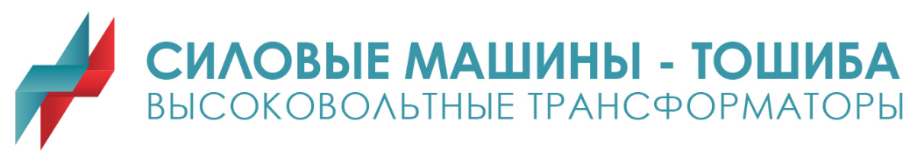 СИЛОВЫЕ МАШИНЫ - ТОШИБА
ВЫСОКОВОЛЬТНЫЕ ТРАНСФОРМАТОРЫ